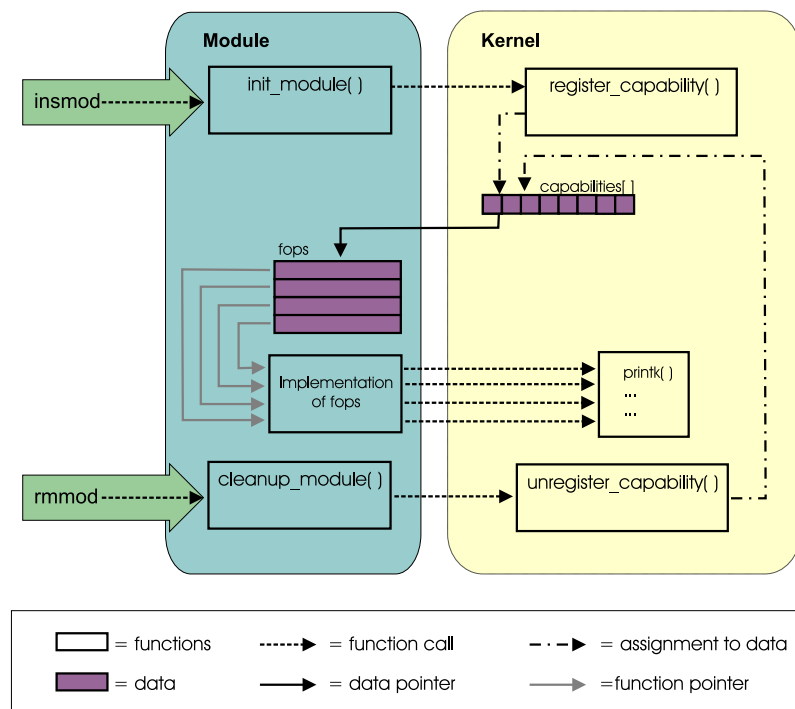 Module
Kernel
insmod
init_module( )
register_capability( )
capabilities[ ]
fops
Implementation
of fops
printk( )
...
...
rmmod
cleanup_module( )
unregister_capability( )
= functions
= function call
= assignment to data
= data
= data pointer
=function pointer